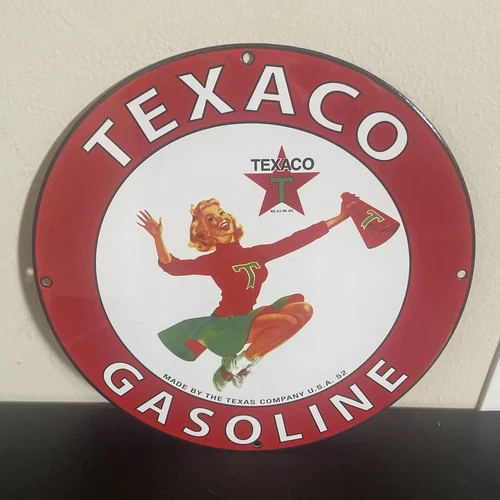 TEXACO
TEXACO
T
T
T
MADE BY THE TEXAS COMPANY U.S.A. 52
GASOLINE